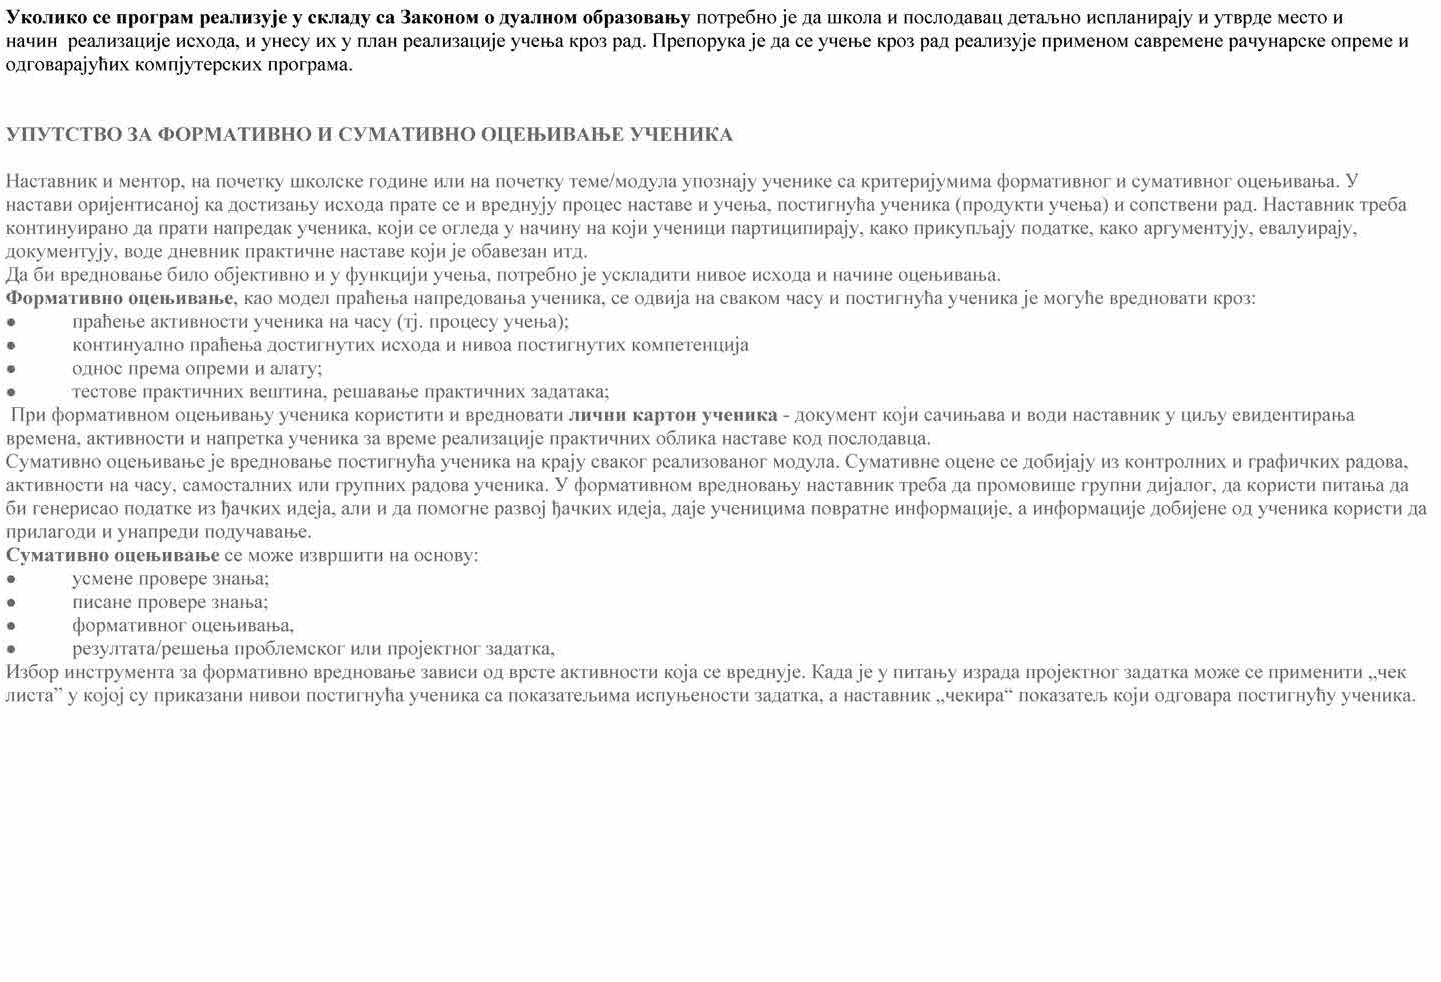 Уколико се програм реализује у складу са Законом о дуалном образовању потребно је да школа и послодавац детаљно испланирају и утврде место и
начин  реализације исхода, и унесу их у план реализације учења кроз рад. Препорука је да се учење кроз рад реализује применом савремене рачунарске опреме и
одговарајућих компјутерских програма.
УПУТСТВО ЗА ФОРМАТИВНО И СУМАТИВНО ОЦЕЊИВАЊЕ УЧЕНИКА
Наставник и ментор, на почетку школске године или на почетку теме/модула упознају ученике са критеријумима формативног и сумативног оцењивања. У
настави оријентисаној ка достизању исхода прате се и вреднују процес наставе и учења, постигнућа ученика (продукти учења) и сопствени рад. Наставник треба
континуирано да прати напредак ученика, који се огледа у начину на који ученици партиципирају, како прикупљају податке, како аргументују, евалуирају,
документују, воде дневник практичне наставе који је обавезан итд.
Да би вредновање било објективно и у функцији учења, потребно је ускладити нивое исхода и начине оцењивања.
Формативно оцењивање, као модел праћења напредовања ученика, се одвија на сваком часу и постигнућа ученика је могуће вредновати кроз:
●	праћење активности ученика на часу (тј. процесу учења);
●	континуално праћења достигнутих исхода и нивоа постигнутих компетенција
●	однос према опреми и алату;
●	тестове практичних вештина, решавање практичних задатака;
При формативном оцењивању ученика користити и вредновати лични картон ученика - документ који сачињава и води наставник у циљу евидентирања
времена, активности и напретка ученика за време реализације практичних облика наставе код послодавца.
Сумативно оцењивање је вредновање постигнућа ученика на крају сваког реализованог модула. Сумативне оцене се добијају из контролних и графичких радова,
активности на часу, самосталних или групних радова ученика. У формативном вредновању наставник треба да промовише групни дијалог, да користи питања да
би генерисао податке из ђачких идеја, али и да помогне развој ђачких идеја, даје ученицима повратне информације, а информације добијене од ученика користи да
прилагоди и унапреди подучавање.
Сумативно оцењивање се може извршити на основу:
●	усмене провере знања;
●	писане провере знања;
●	формативног оцењивања,
●	резултата/решења проблемског или пројектног задатка,
Избор инструмента за формативно вредновање зависи од врсте активности која се вреднује. Када је у питању израда пројектног задатка може се применити „чек
листа” у којој су приказани нивои постигнућа ученика са показатељима испуњености задатка, а наставник „чекира“ показатељ који одговара постигнућу ученика.